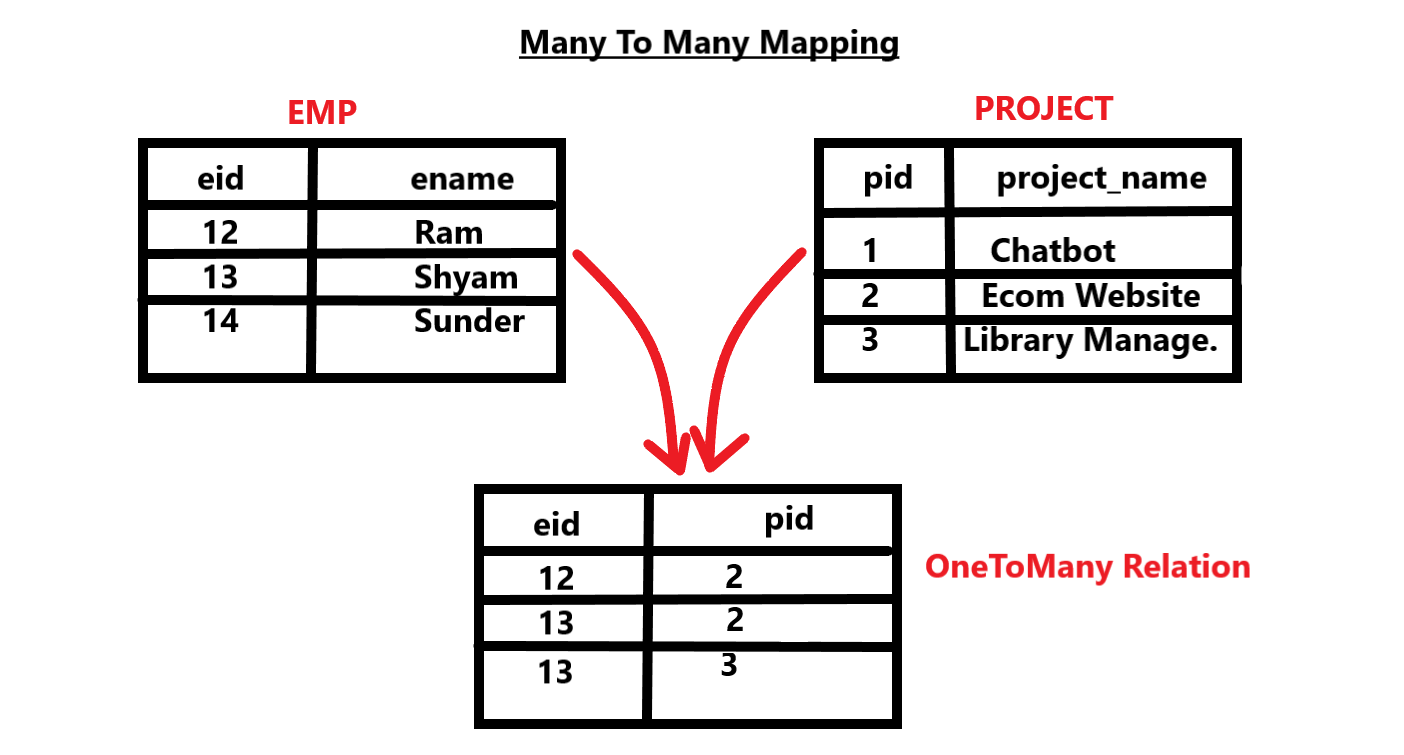 Many To Many Mapping
EMP
eid ename
12 Ram
13 Shyam
14 Sunder
PROJECT
pid project_name
1 Chatbot
2 Ecom Website
3 Library Manage.
eid pid
12 2
13 2
13 3
OneToMany Relation